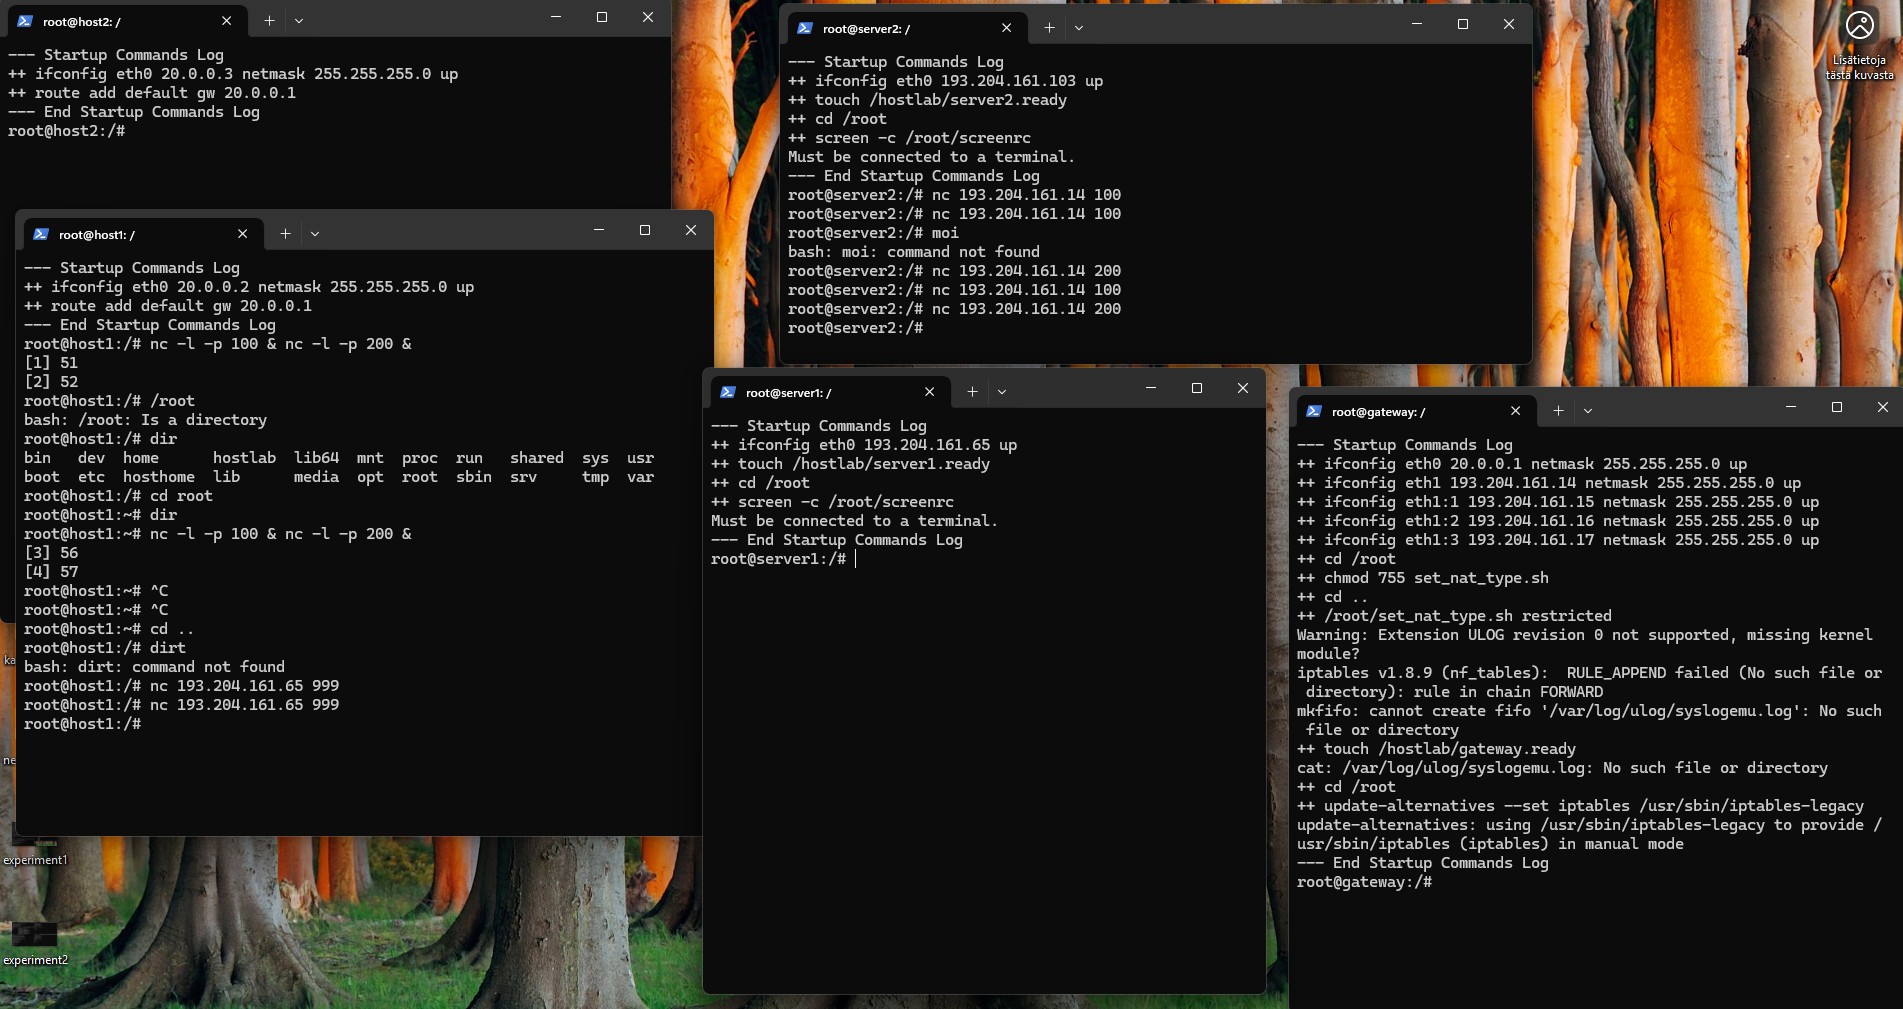 root@host2: /
--- Startup Commands Log
++ ifconfig eth0 20.0.0.3 netmask 255.255.255.0 up
++ route add default gw 20.0.0.1
--- End Startup Commands Log
root@host2:/#
root@server2: /
--- Startup Commands Log
++ ifconfig eth0 193.204.161.103 up
++ touch /hostlab/server2.ready
++ cd /root
++ screen -c /root/screenrc
Must be connected to a terminal.
--- End Startup Commands Log
root@server2:/# nc 193.204.161.14 100
root@server2:/# nc 193.204.161.14 100
root@server2:/# moi
bash: moi: command not found
root@server2:/# nc 193.204.161.14 200
root@server2:/# nc 193.204.161.14 100
root@server2:/# nc 193.204.161.14 200
root@server2:/#
Lisätietoja
tästä kuvasta
root@host1: /
--- Startup Commands Log
++ ifconfig eth0 20.0.0.2 netmask 255.255.255.0 up
++ route add default gw 20.0.0.1
--- End Startup Commands Log
root@host1:/# nc -l -p 100 & nc -l -p 200 &
[1] 51
[2] 52
root@host1:/# /root
bash: /root: Is a directory
root@host1:/# dir
bin   dev  home      hostlab  lib64  mnt  proc  run   shared  sys  usr
boot  etc  hosthome  lib      media  opt  root  sbin  srv     tmp  var
root@host1:/# cd root
root@host1:~# dir
root@host1:~# nc -l -p 100 & nc -l -p 200 &
[3] 56
[4] 57
root@host1:~# ^C
root@host1:~# ^C
root@host1:~# cd ..
root@host1:/# dirt
bash: dirt: command not found
root@host1:/# nc 193.204.161.65 999
root@host1:/# nc 193.204.161.65 999
root@host1:/#
root@server1: /
--- Startup Commands Log
++ ifconfig eth0 193.204.161.65 up
++ touch /hostlab/server1.ready
++ cd /root
++ screen -c /root/screenrc
Must be connected to a terminal.
--- End Startup Commands Log
root@server1:/#
root@gateway: /
--- Startup Commands Log
++ ifconfig eth0 20.0.0.1 netmask 255.255.255.0 up
++ ifconfig eth1 193.204.161.14 netmask 255.255.255.0 up
++ ifconfig eth1:1 193.204.161.15 netmask 255.255.255.0 up
++ ifconfig eth1:2 193.204.161.16 netmask 255.255.255.0 up
++ ifconfig eth1:3 193.204.161.17 netmask 255.255.255.0 up
++ cd /root
++ chmod 755 set_nat_type.sh
++ cd ..
++ /root/set_nat_type.sh restricted
Warning: Extension ULOG revision 0 not supported, missing kernel
module?
iptables v1.8.9 (nf_tables):  RULE_APPEND failed (No such file or
directory): rule in chain FORWARD
mkfifo: cannot create fifo '/var/log/ulog/syslogemu.log': No such
file or directory
++ touch /hostlab/gateway.ready
cat: /var/log/ulog/syslogemu.log: No such file or directory
++ cd /root
++ update-alternatives --set iptables /usr/sbin/iptables-legacy
update-alternatives: using /usr/sbin/iptables-legacy to provide /
usr/sbin/iptables (iptables) in manual mode
--- End Startup Commands Log
root@gateway:/#
ka
ne
experiment1
experiment2